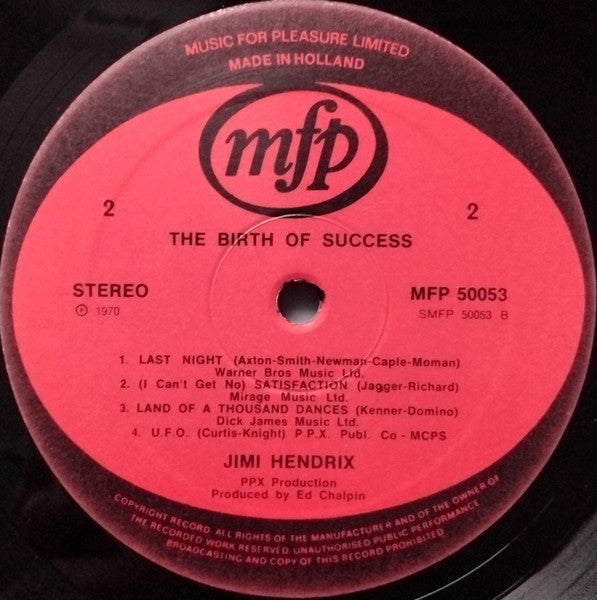 MUSIC FOR PLEASURE LIMITED
MADE IN HOLLAND
mfp
2 2
THE BIRTH OF SUCCESS
STEREO MFP 50053
Ⓟ 1970 SMFP 50053 B
1. LAST NIGHT (Axton-Smith-Newman-Caple-Moman)
Warner Bros Music Ltd.
2. (I Can't Get No) SATISFACTION (Jagger-Richard)
Mirage Music Ltd.
3. LAND OF A THOUSAND DANCES (Kenner-Domino)
Dick James Music Ltd.
4. U.F.O. (Curtis-Knight) P.P.X. Publ. Co - MCPS
JIMI HENDRIX
PPX Production
Produced by Ed Chalpin
COPYRIGHT RECORD ALL RIGHTS OF THE MANUFACTURER AND OF THE OWNER OF
THE RECORDED WORK RESERVED UNAUTHORISED PUBLIC PERFORMANCE
BROADCASTING AND COPY OF THIS RECORD PROHIBITED